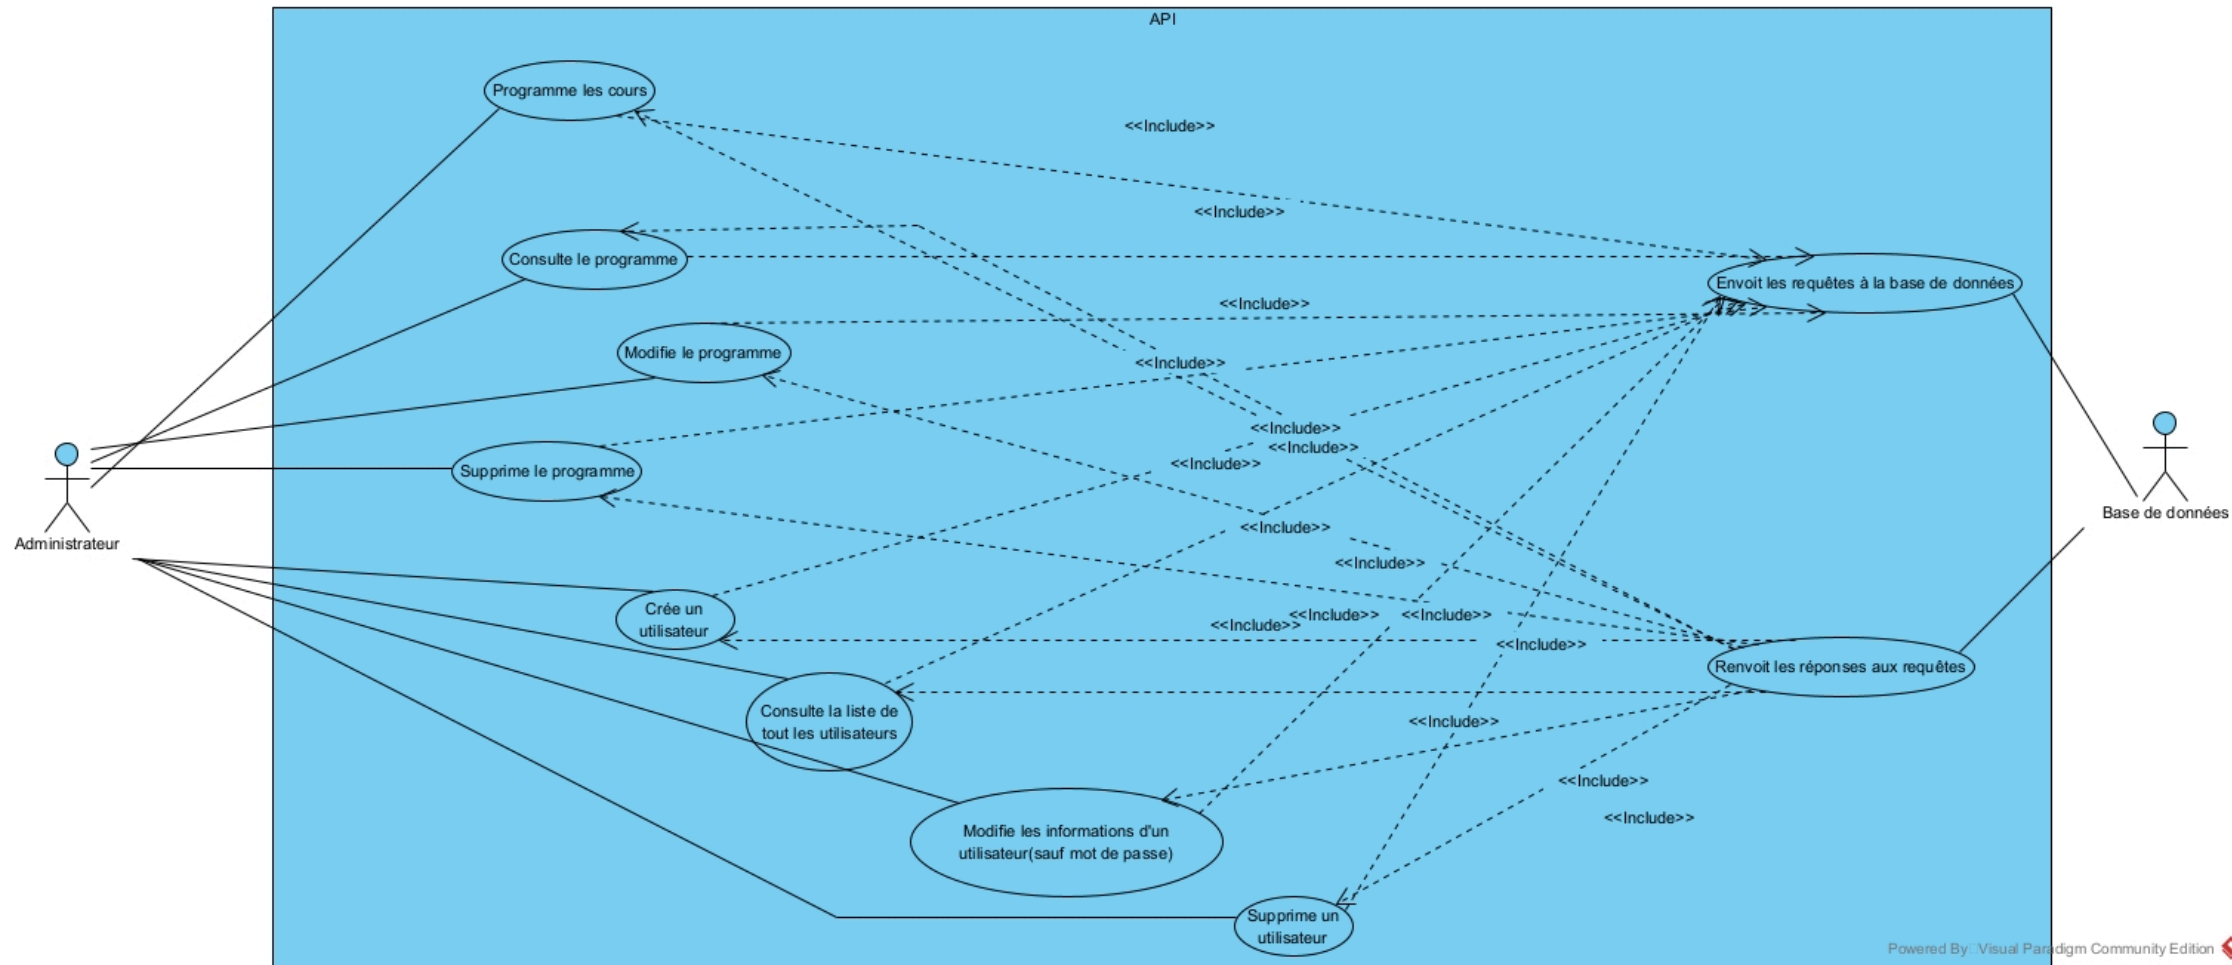 API
Programme les cours
<<Include>>
<<Include>>
Consulte le programme
Envoit les requêtes à la base de données
<<Include>>
Modifie le programme
<<Include>>
<<Include>>
<<Include>>
<<Include>>
Supprime le programme
Base de données
<<Include>>
Administrateur
<<Include>>
Crée un
utilisateur
<<Include>>
<<Include>>
<<Include>>
<<Include>>
Renvoit les réponses aux requêtes
Consulte la liste de
tout les utilisateurs
<<Include>>
<<Include>>
<<Include>>
Modifie les informations d'un
utilisateur(sauf mot de passe)
Supprime un
utilisateur
Powered By Visual Paradigm Community Edition